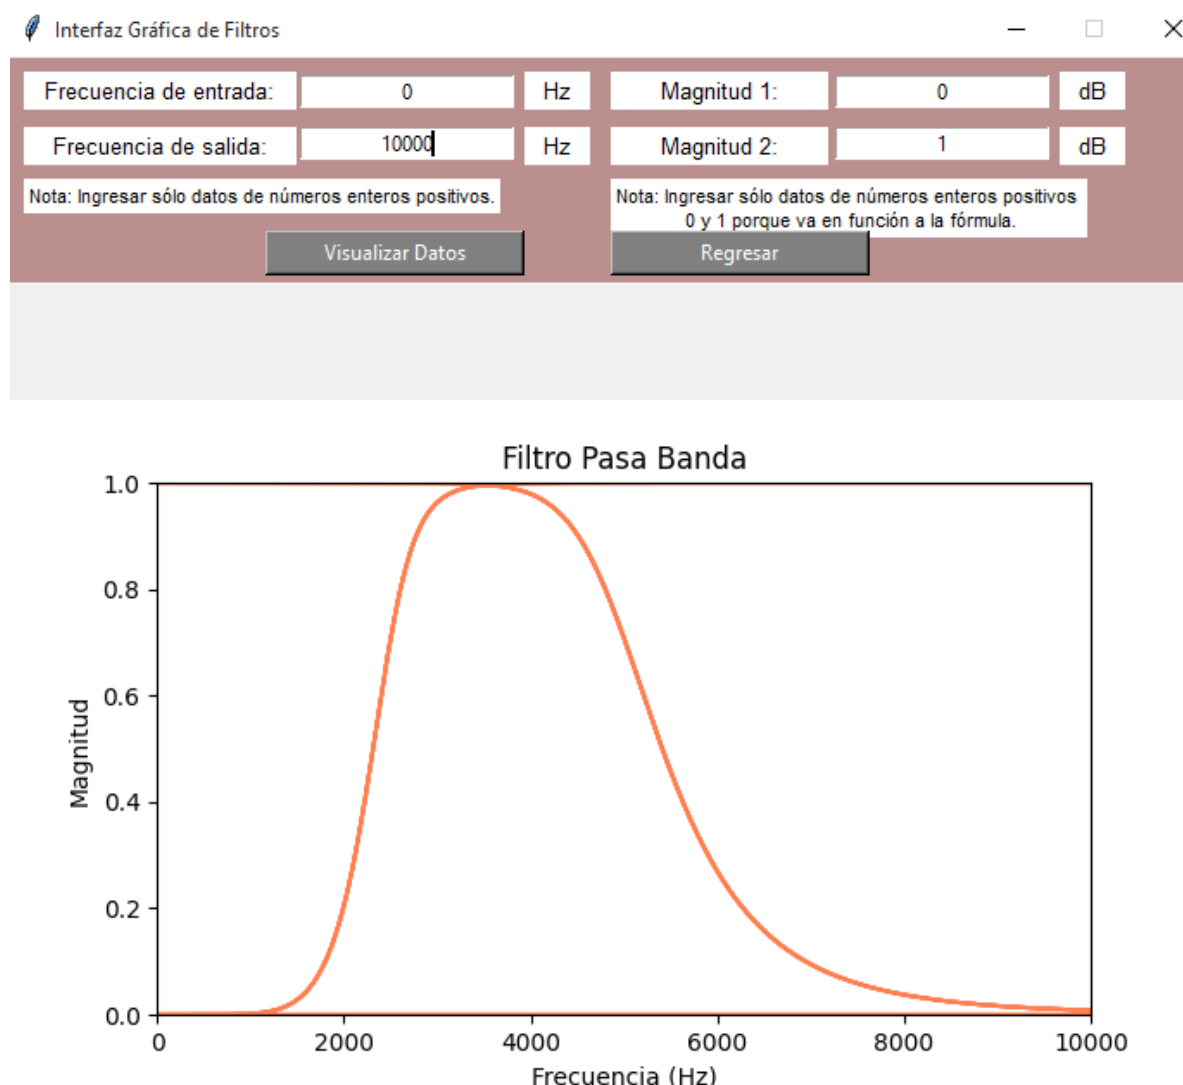 Interfaz Gráfica de Filtros
Frecuencia de entrada: 0 Hz Magnitud 1: 0 dB
Frecuencia de salida: 10000 Hz Magnitud 2: 1 dB
Nota: Ingresar sólo datos de números enteros positivos.
Nota: Ingresar sólo datos de números enteros positivos
0 y 1 porque va en función a la fórmula.
Visualizar Datos Regresar
Filtro Pasa Banda
1.0
0.8
0.6
0.4
0.2
0.0
Magnitud
0 2000 4000 6000 8000 10000
Frecuencia (Hz)